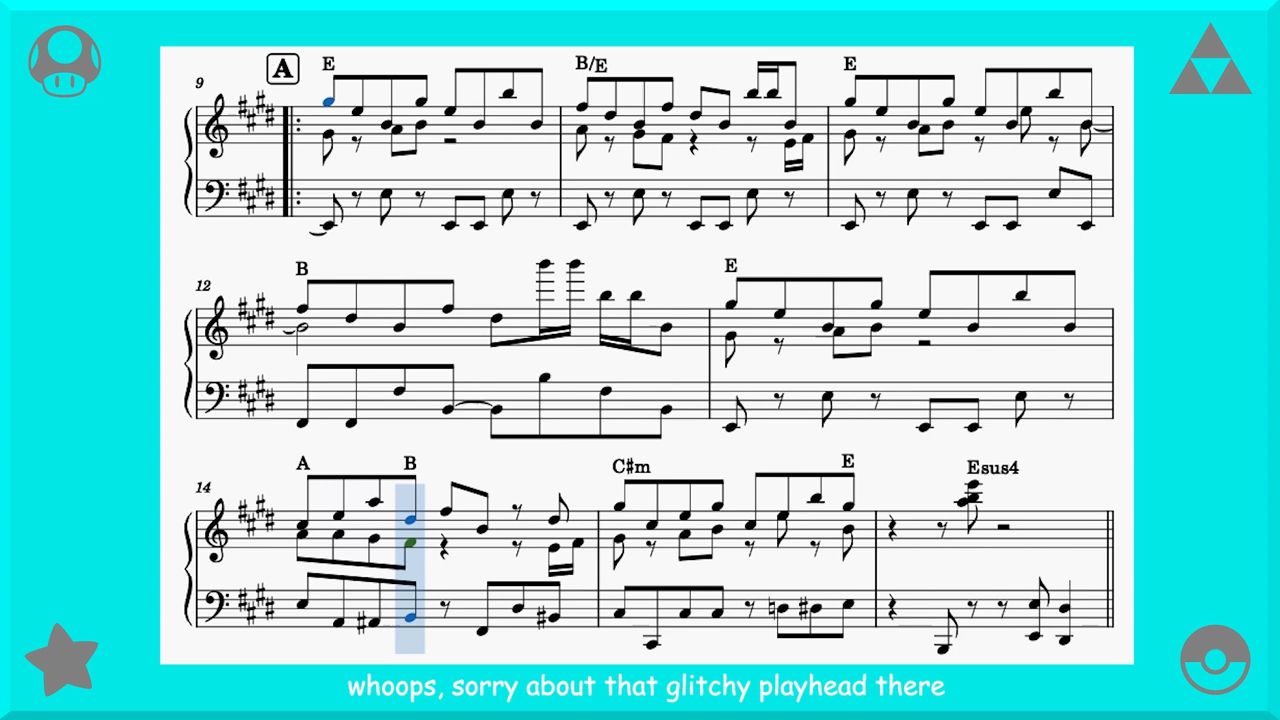 A
9 E B/E E
12 B E
14 A B C#m E Esus4
whoops, sorry about that glitchy playhead there